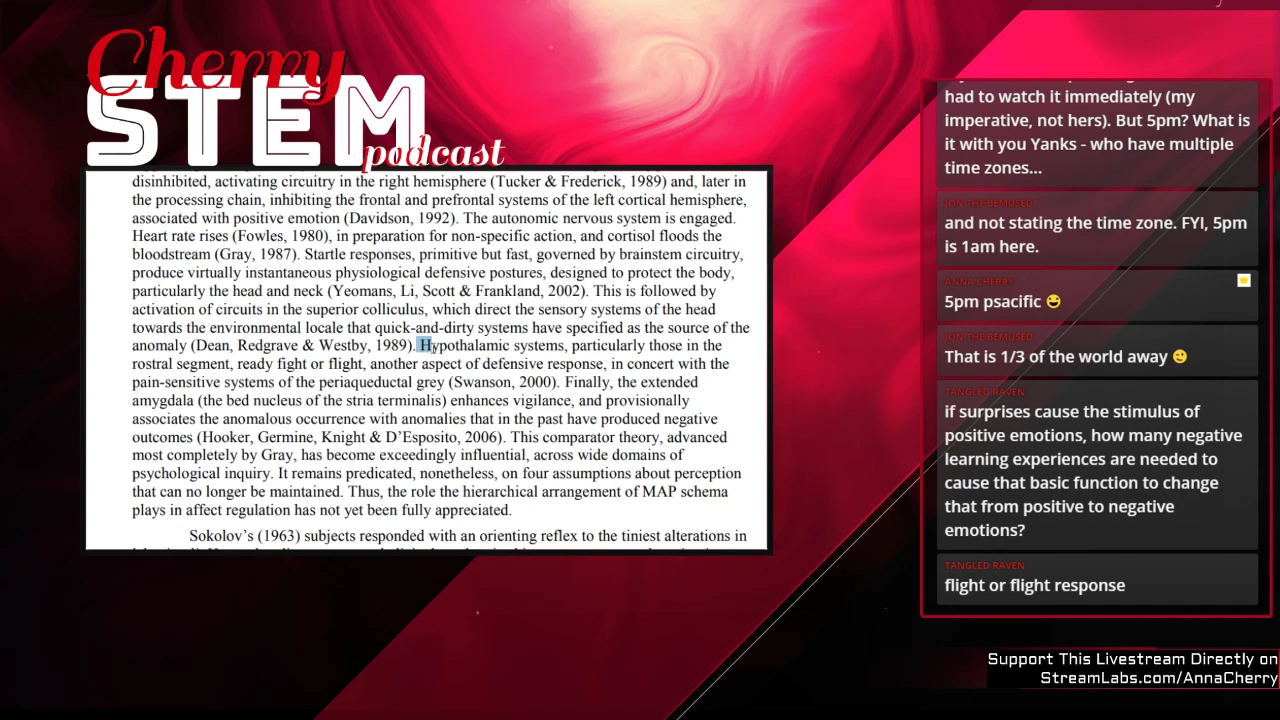 Cherry
STEM
podcast
disinhibited, activating circuitry in the right hemisphere (Tucker & Frederick, 1989) and, later in
the processing chain, inhibiting the frontal and prefrontal systems of the left cortical hemisphere,
associated with positive emotion (Davidson, 1992). The autonomic nervous system is engaged.
Heart rate rises (Fowles, 1980), in preparation for non-specific action, and cortisol floods the
bloodstream (Gray, 1987). Startle responses, primitive but fast, governed by brainstem circuitry,
produce virtually instantaneous physiological defensive postures, designed to protect the body,
particularly the head and neck (Yeomans, Li, Scott & Frankland, 2002). This is followed by
activation of circuits in the superior colliculus, which direct the sensory systems of the head
towards the environmental locale that quick-and-dirty systems have specified as the source of the
anomaly (Dean, Redgrave & Westby, 1989). Hypothalamic systems, particularly those in the
rostral segment, ready fight or flight, another aspect of defensive response, in concert with the
pain-sensitive systems of the periaqueductal grey (Swanson, 2000). Finally, the extended
amygdala (the bed nucleus of the stria terminalis) enhances vigilance, and provisionally
associates the anomalous occurrence with anomalies that in the past have produced negative
outcomes (Hooker, Germine, Knight & D’Esposito, 2006). This comparator theory, advanced
most completely by Gray, has become exceedingly influential, across wide domains of
psychological inquiry. It remains predicated, nonetheless, on four assumptions about perception
that can no longer be maintained. Thus, the role the hierarchical arrangement of MAP schema
plays in affect regulation has not yet been fully appreciated.
Sokolov’s (1963) subjects responded with an orienting reflex to the tiniest alterations in
had to watch it immediately (my
imperative, not hers). But 5pm? What is
it with you Yanks - who have multiple
time zones...
JON THE BEMUSED
and not stating the time zone. FYI, 5pm
is 1am here.
ANNA CHERRY
5pm psacific 😄
JON THE BEMUSED
That is 1/3 of the world away 😉
TANGLED RAVEN
if surprises cause the stimulus of
positive emotions, how many negative
learning experiences are needed to
cause that basic function to change
that from positive to negative
emotions?
TANGLED RAVEN
flight or flight response
Support This Livestream Directly on
StreamLabs.com/AnnaCherry